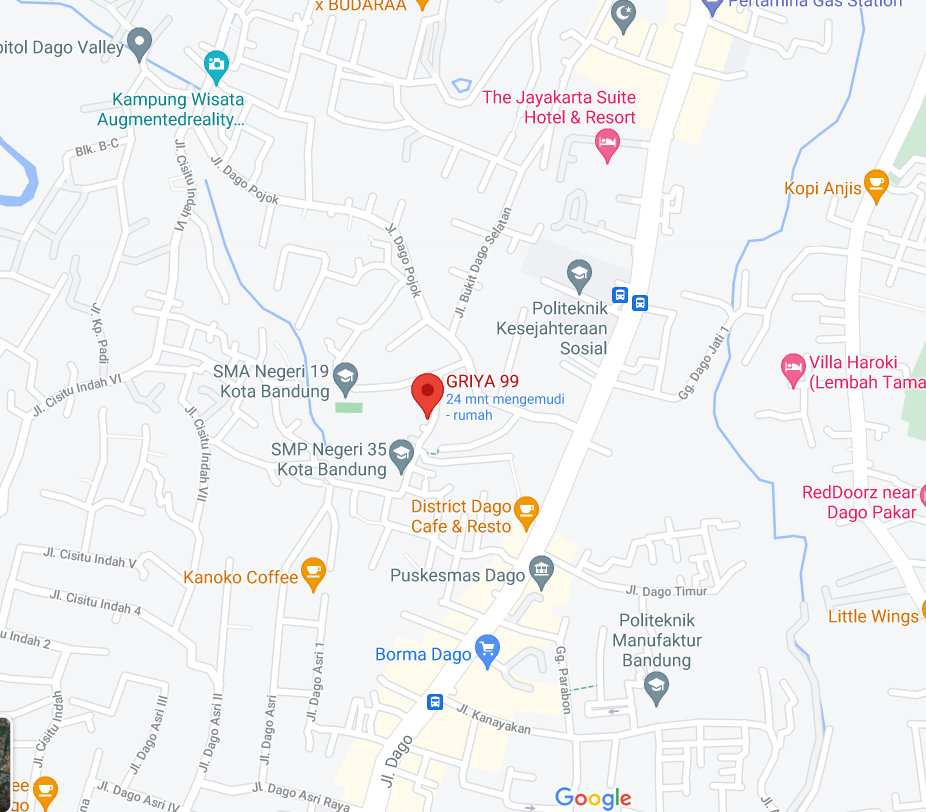 x BUDARAA
Pertamina Gas Station
Dago Valley
Kampung Wisata
Augmentedreality...
The Jayakarta Suite
Hotel & Resort
Blk. B-C
Jl. Cisitu Indah VI
Jl. Dago Pojok
Kopi Anjis
Jl. Dago Pojok
Jl. Bukit Dago Selatan
Politeknik
Kesejahteraan
Sosial
Jl. Kp. Padi
Gg. Dago Jati 1
SMA Negeri 19
Kota Bandung
GRIYA 99
24 mnt mengemudi
- rumah
Villa Haroki
(Lembah Tama
Jl. Cisitu Indah VI
Jl. Cisitu Indah VII
SMP Negeri 35
Kota Bandung
RedDoorz near
Dago Pakar
District Dago
Cafe & Resto
Jl. Cisitu Indah V
Kanoko Coffee
Puskesmas Dago
Jl. Dago Timur
Jl. Cisitu Indah 4
Little Wings
Politeknik
Manufaktur
Bandung
Indah 2
Jl. Dago Asri 1
Borma Dago
Gg. Parabon
Jl. Cisitu Indah
Jl. Dago Asri III
Jl. Dago Asri II
Jl. Dago Asri
Jl. Kanayakan
Jl. Dago
Jl. Dago Asri IV
Jl. Dago Asri Raya
Google